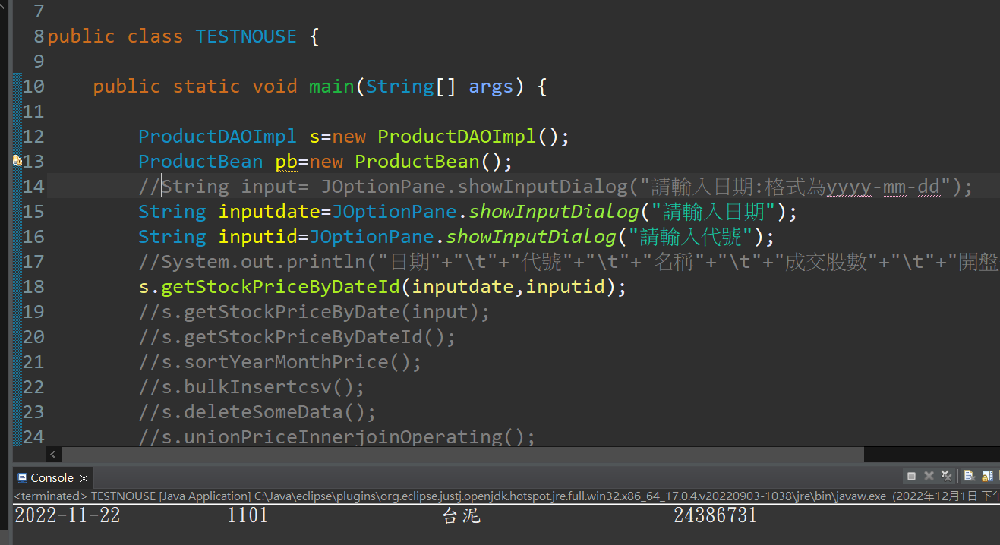 7
8 public class TESTNOUSE {
9
10 public static void main(String[] args) {
11
12 ProductDAOImpl s=new ProductDAOImpl();
13 ProductBean pb=new ProductBean();
14 //String input= JOptionPane.showInputDialog("請輸入日期:格式為yyyy-mm-dd");
15 String inputdate=JOptionPane.showInputDialog("請輸入日期");
16 String inputid=JOptionPane.showInputDialog("請輸入代號");
17 //System.out.println("日期"+"\t"+"代號"+"\t"+"名稱"+"\t"+"成交股數"+"\t"+"開盤
18 s.getStockPriceByDateId(inputdate,inputid);
19 //s.getStockPriceByDate(input);
20 //s.getStockPriceByDateId();
21 //s.sortYearMonthPrice();
22 //s.bulkInsertcsv();
23 //s.deleteSomeData();
24 //s.unionPriceInnerjoinOperating();
Console
<terminated> TESTNOUSE [Java Application] C:\Java\eclipse\plugins\org.eclipse.justj.openjdk.hotspot.jre.full.win32.x86_64_17.0.4.v20220903-1038\jre\bin\javaw.exe (2022年12月1日 下午
2022-11-22 1101 台泥 24386731